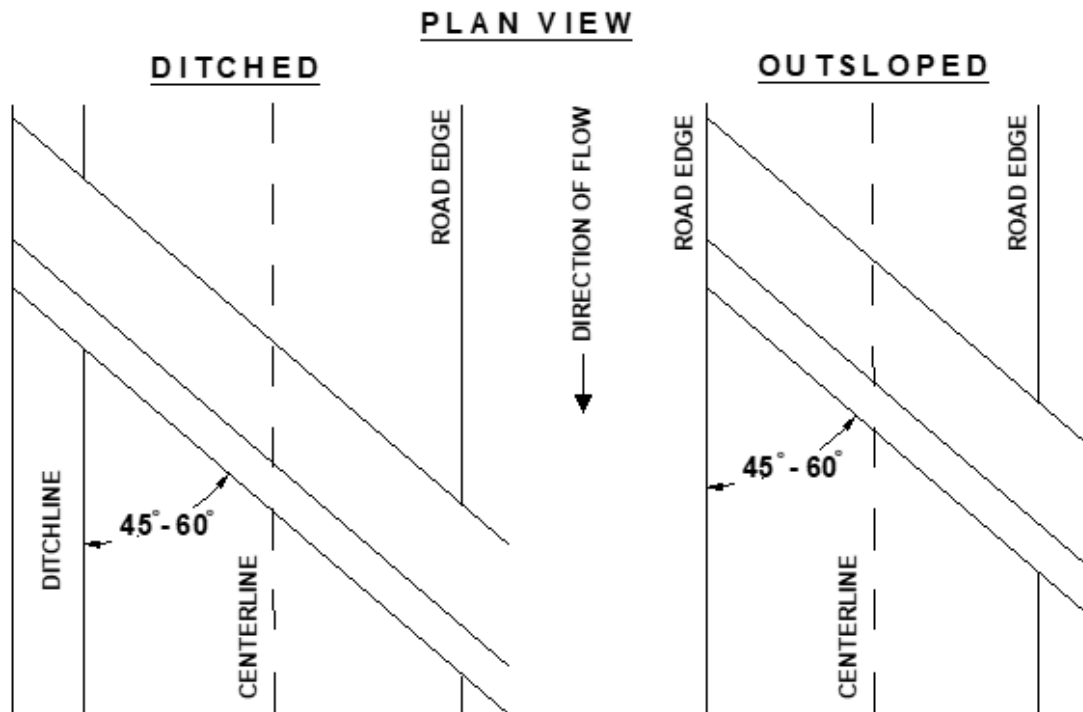 PLAN VIEW
DITCHED
OUTSLOPED
ROAD EDGE
DIRECTION OF FLOW
ROAD EDGE
ROAD EDGE
45°-60°
45°-60°
DITCHLINE
CENTERLINE
CENTERLINE